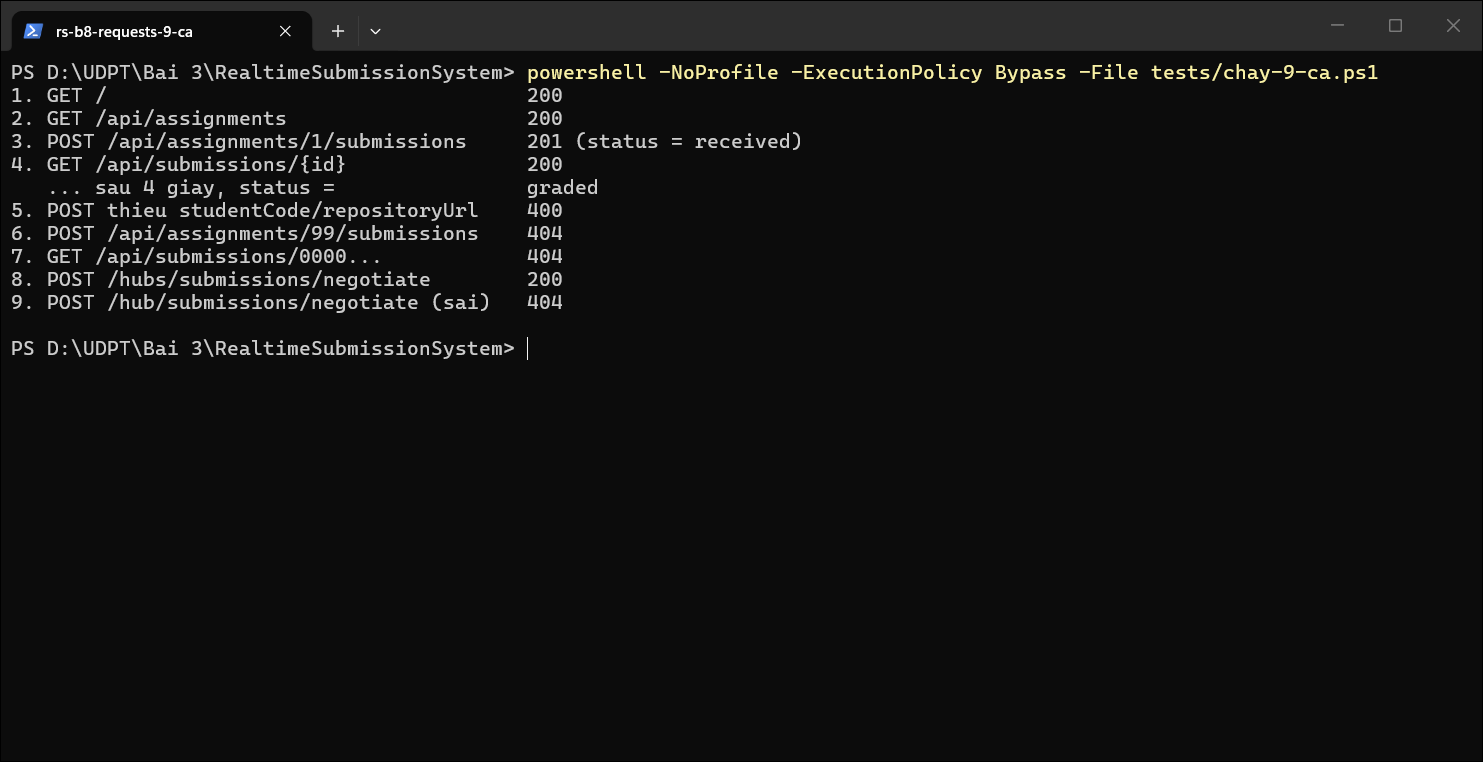 rs-b8-requests-9-ca
PS D:\UDPT\Bai 3\RealtimeSubmissionSystem> powershell -NoProfile -ExecutionPolicy Bypass -File tests/chay-9-ca.ps1
1. GET / 200
2. GET /api/assignments 200
3. POST /api/assignments/1/submissions 201 (status = received)
4. GET /api/submissions/{id} 200
... sau 4 giay, status = graded
5. POST thieu studentCode/repositoryUrl 400
6. POST /api/assignments/99/submissions 404
7. GET /api/submissions/0000... 404
8. POST /hubs/submissions/negotiate 200
9. POST /hub/submissions/negotiate (sai) 404
PS D:\UDPT\Bai 3\RealtimeSubmissionSystem>